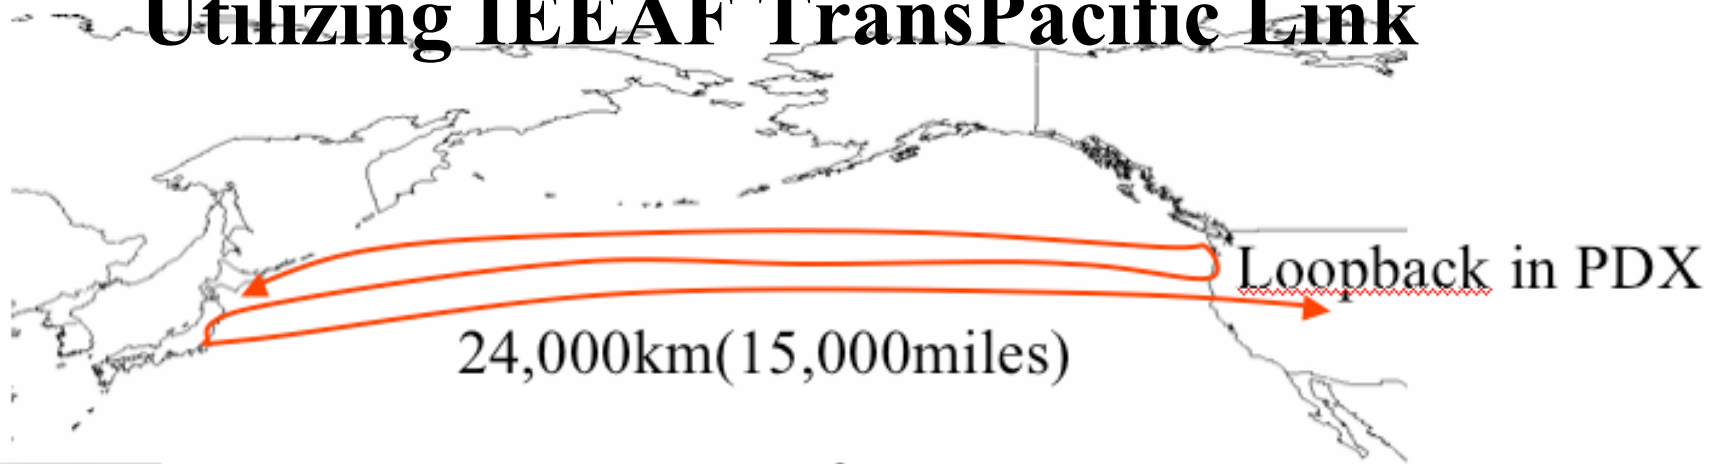 Utilizing IEEAF TransPacific Link
Loopback in PDX
24,000km(15,000miles)